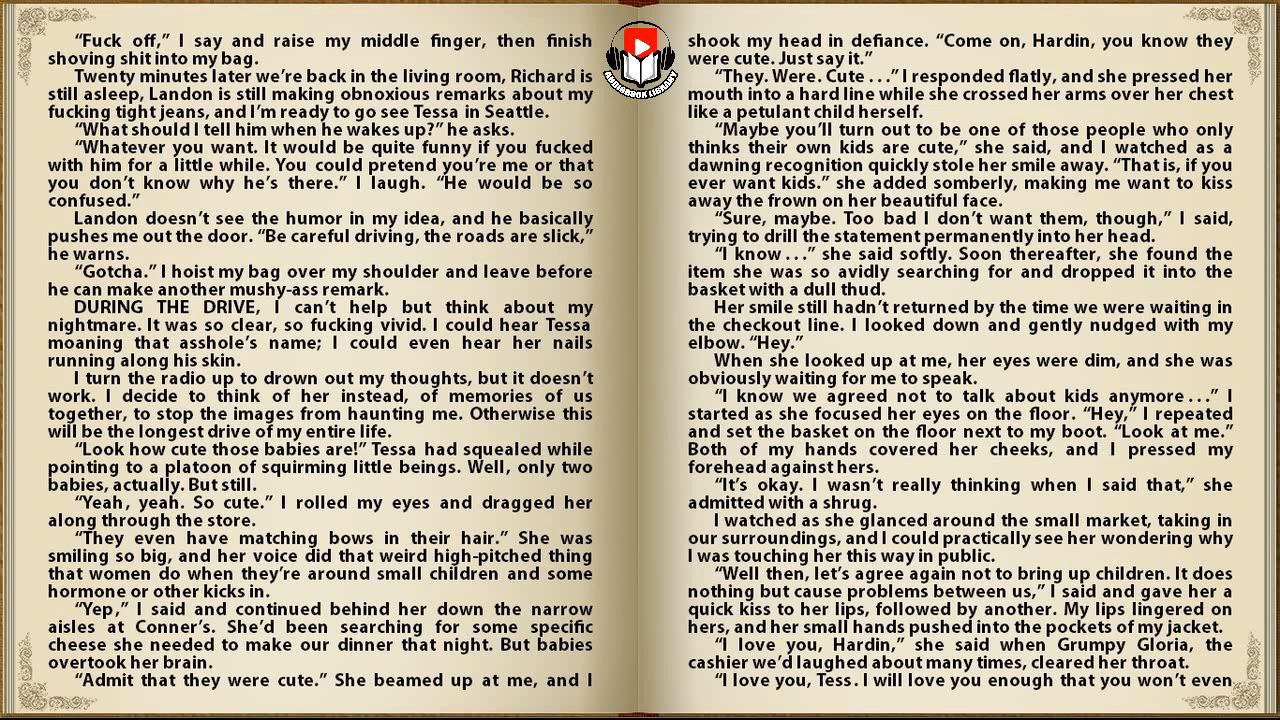 “Fuck off,” I say and raise my middle finger, then finish
shoving shit into my bag.
Twenty minutes later we’re back in the living room, Richard is
still asleep, Landon is still making obnoxious remarks about my
fucking tight jeans, and I’m ready to go see Tessa in Seattle.
“What should I tell him when he wakes up?” he asks.
“Whatever you want. It would be quite funny if you fucked
with him for a little while. You could pretend you’re me or that
you don’t know why he’s there.” I laugh. “He would be so
confused.”
Landon doesn’t see the humor in my idea, and he basically
pushes me out the door. “Be careful driving, the roads are slick,”
he warns.
“Gotcha.” I hoist my bag over my shoulder and leave before
he can make another mushy-ass remark.
DURING THE DRIVE, I can’t help but think about my
nightmare. It was so clear, so fucking vivid. I could hear Tessa
moaning that asshole’s name; I could even hear her nails
running along his skin.
I turn the radio up to drown out my thoughts, but it doesn’t
work. I decide to think of her instead, of memories of us
together, to stop the images from haunting me. Otherwise this
will be the longest drive of my entire life.
“Look how cute those babies are!” Tessa had squealed while
pointing to a platoon of squirming little beings. Well, only two
babies, actually. But still.
“Yeah, yeah. So cute.” I rolled my eyes and dragged her
along through the store.
“They even have matching bows in their hair.” She was
smiling so big, and her voice did that weird high-pitched thing
that women do when they’re around small children and some
hormone or other kicks in.
“Yep,” I said and continued behind her down the narrow
aisles at Conner’s. She’d been searching for some specific
cheese she needed to make our dinner that night. But babies
overtook her brain.
“Admit that they were cute.” She beamed up at me, and I
AUDIOBOOK LIBRARY
shook my head in defiance. “Come on, Hardin, you know they
were cute. Just say it.”
“They. Were. Cute . . .” I responded flatly, and she pressed her
mouth into a hard line while she crossed her arms over her chest
like a petulant child herself.
“Maybe you’ll turn out to be one of those people who only
thinks their own kids are cute,” she said, and I watched as a
dawning recognition quickly stole her smile away. “That is, if you
ever want kids.” she added somberly, making me want to kiss
away the frown on her beautiful face.
“Sure, maybe. Too bad I don’t want them, though,” I said,
trying to drill the statement permanently into her head.
“I know . . .” she said softly. Soon thereafter, she found the
item she was so avidly searching for and dropped it into the
basket with a dull thud.
Her smile still hadn’t returned by the time we were waiting in
the checkout line. I looked down and gently nudged with my
elbow. “Hey.”
When she looked up at me, her eyes were dim, and she was
obviously waiting for me to speak.
“I know we agreed not to talk about kids anymore . . .” I
started as she focused her eyes on the floor. “Hey,” I repeated
and set the basket on the floor next to my boot. “Look at me.”
Both of my hands covered her cheeks, and I pressed my
forehead against hers.
“It’s okay. I wasn’t really thinking when I said that,” she
admitted with a shrug.
I watched as she glanced around the small market, taking in
our surroundings, and I could practically see her wondering why
I was touching her this way in public.
“Well then, let’s agree again not to bring up children. It does
nothing but cause problems between us,” I said and gave her a
quick kiss to her lips, followed by another. My lips lingered on
hers, and her small hands pushed into the pockets of my jacket.
“I love you, Hardin,” she said when Grumpy Gloria, the
cashier we’d laughed about many times, cleared her throat.
“I love you, Tess. I will love you enough that you won’t even